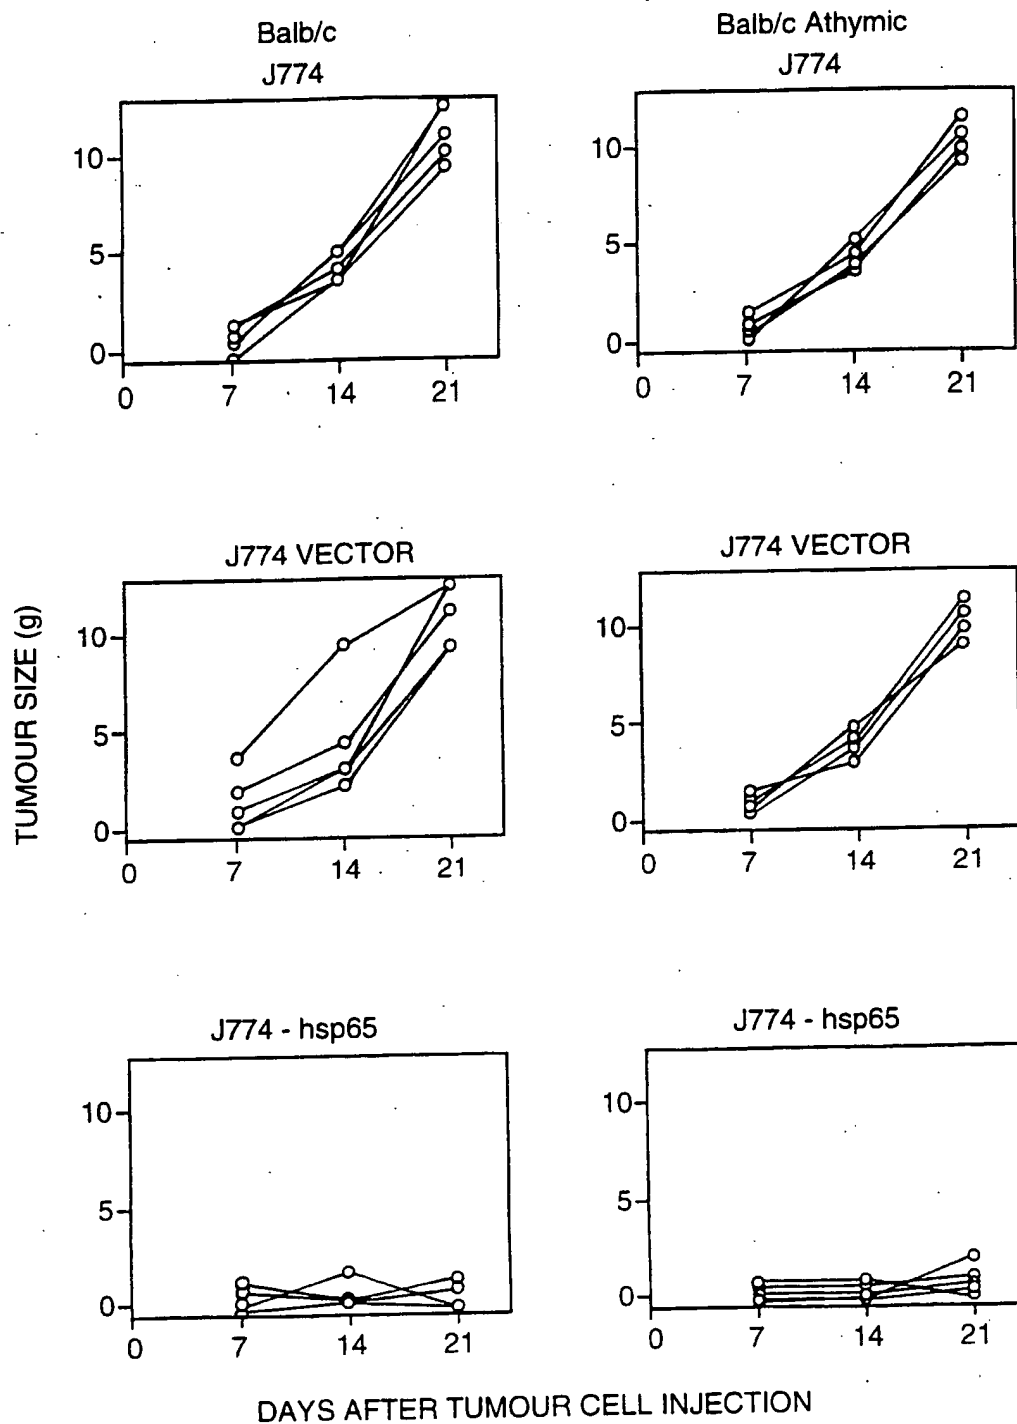 Balb/c
J774
10
5
0
0 7 14 21
Balb/c Athymic
J774
10
5
0
0 7 14 21
TUMOUR SIZE (g)
J774 VECTOR
10
5
0
0 7 14 21
J774 VECTOR
10
5
0
0 7 14 21
J774 - hsp65
10
5
0
0 7 14 21
J774 - hsp65
10
5
0
0 7 14 21
DAYS AFTER TUMOUR CELL INJECTION